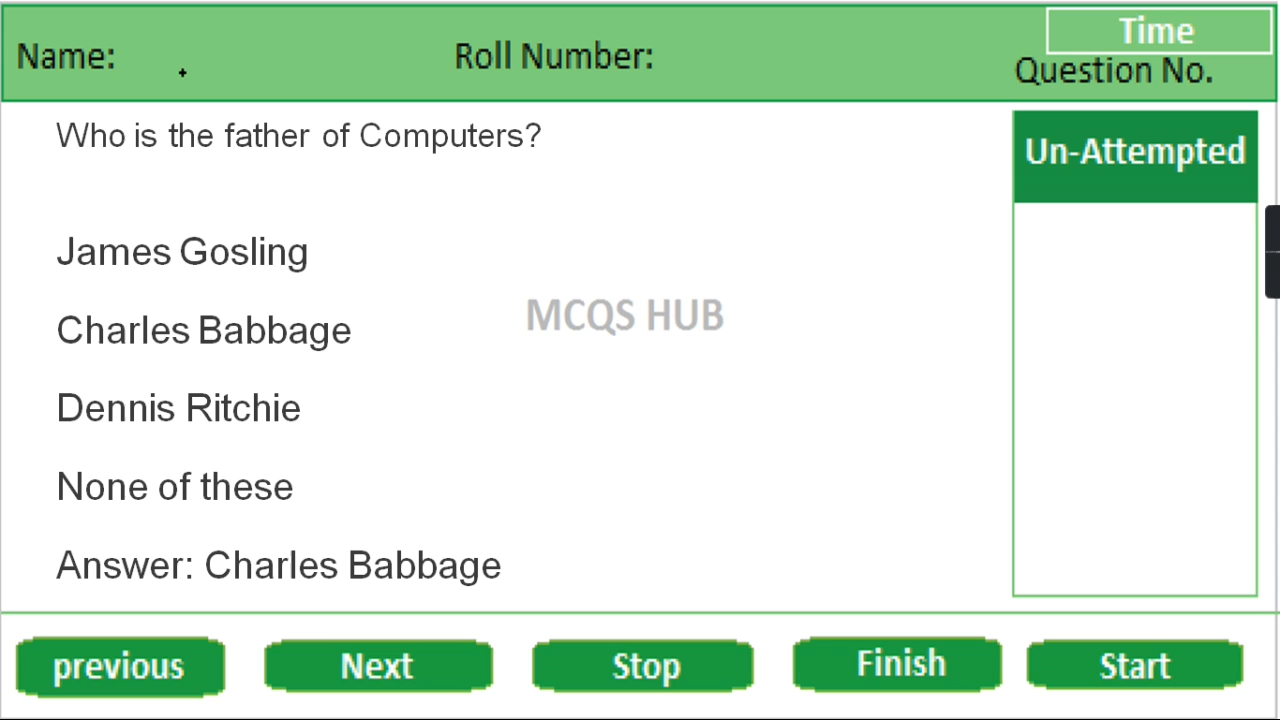 Time
Name: Roll Number: Question No.
Who is the father of Computers?
Un-Attempted
James Gosling
Charles Babbage
MCQS HUB
Dennis Ritchie
None of these
Answer: Charles Babbage
previous Next Stop Finish Start